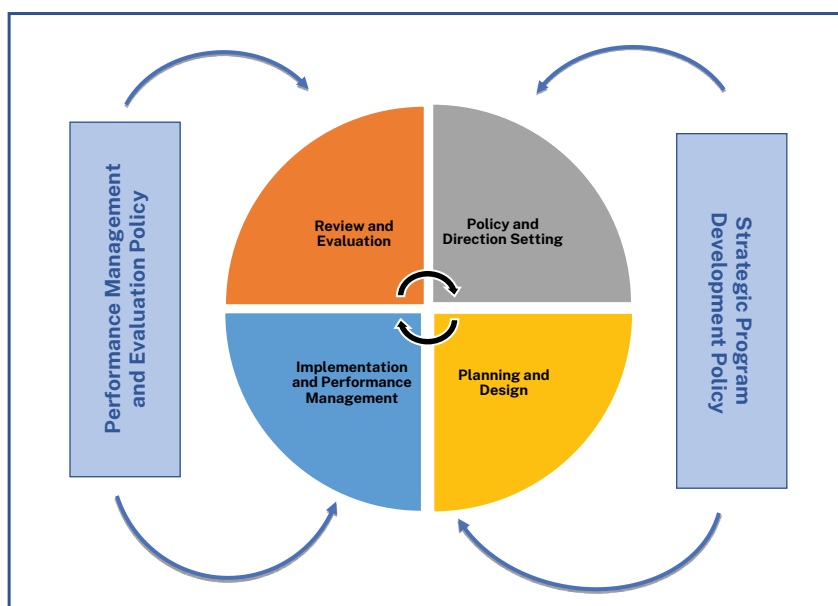 Performance Management
and Evaluation Policy
Review and
Evaluation
Policy and
Direction Setting
Implementation
and Performance
Management
Planning and
Design
Strategic Program
Development Policy